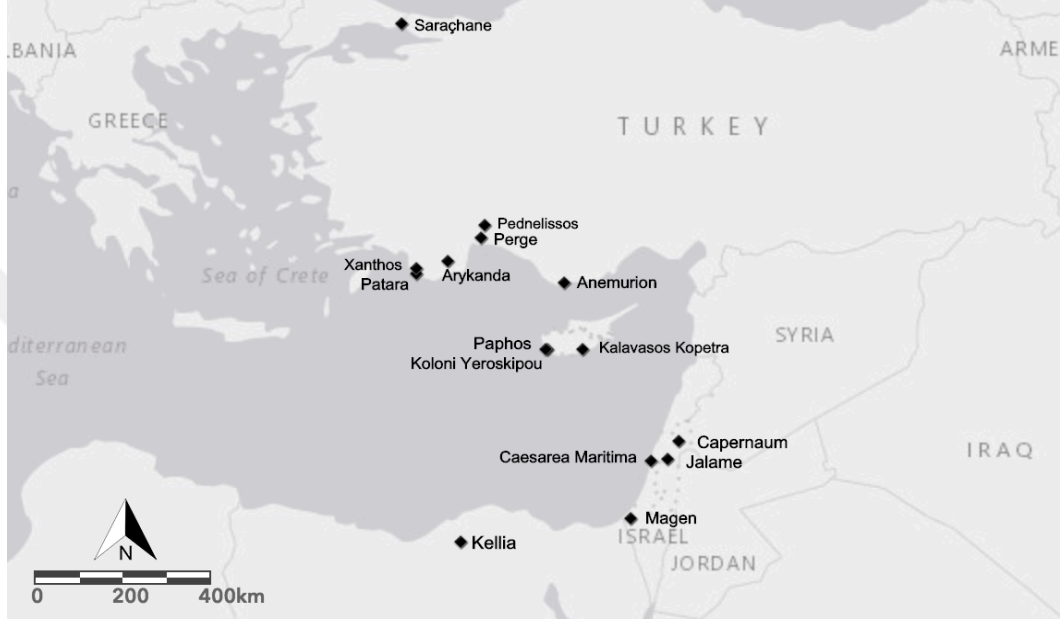 Saraçhane
LBANIA
ARME
GREECE
TURKEY
a
Pednelissos
Perge
Xanthos
Sea of Crete
Arykanda
Patara
Anemurion
SYRIA
Paphos
Kalavasos Kopetra
diterranean
Koloni Yeroskipou
Sea
Capernaum
IRAQ
Caesarea Maritima
Jalame
Magen
ISRAEL
Kellia
N
JORDAN
0 200 400km